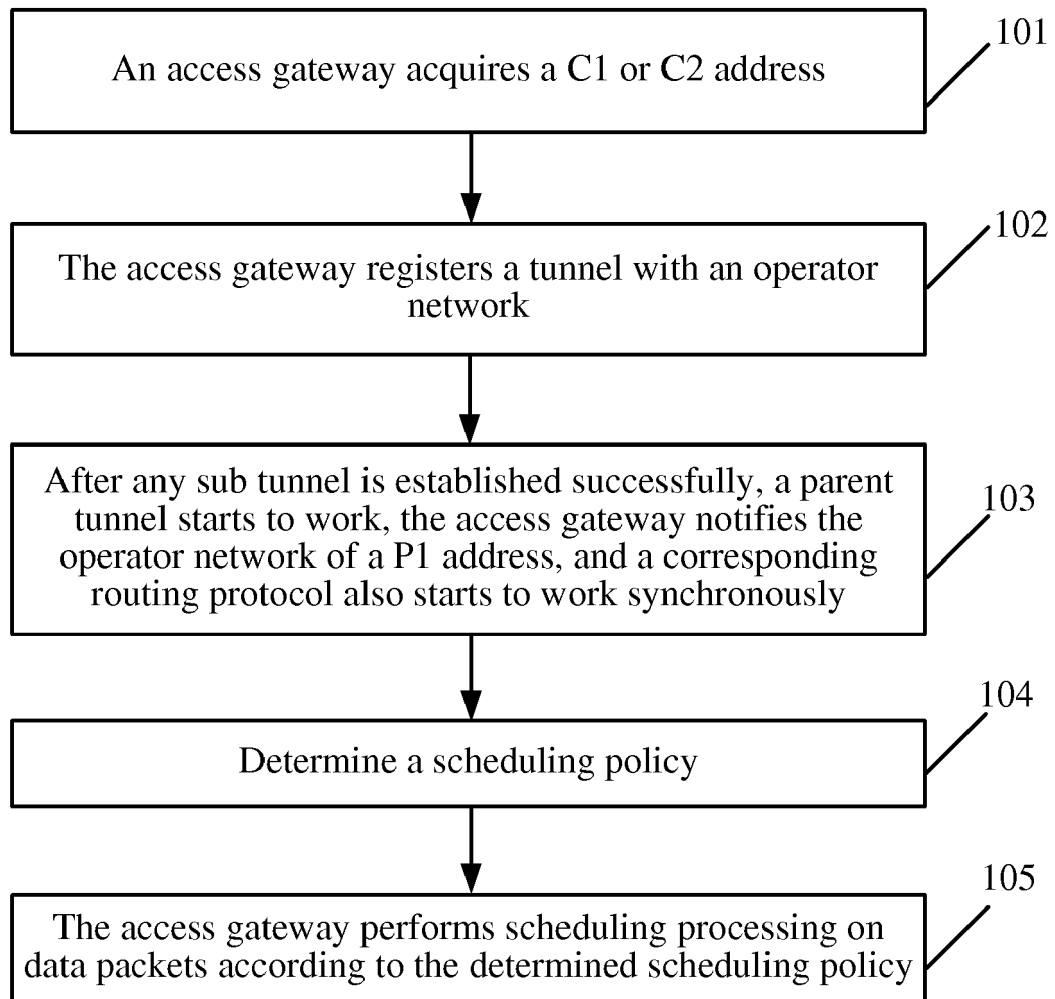 An access gateway acquires a C1 or C2 address
101
The access gateway registers a tunnel with an operator
network
102
After any sub tunnel is established successfully, a parent
tunnel starts to work, the access gateway notifies the
operator network of a P1 address, and a corresponding
routing protocol also starts to work synchronously
103
Determine a scheduling policy
104
The access gateway performs scheduling processing on
data packets according to the determined scheduling policy
105